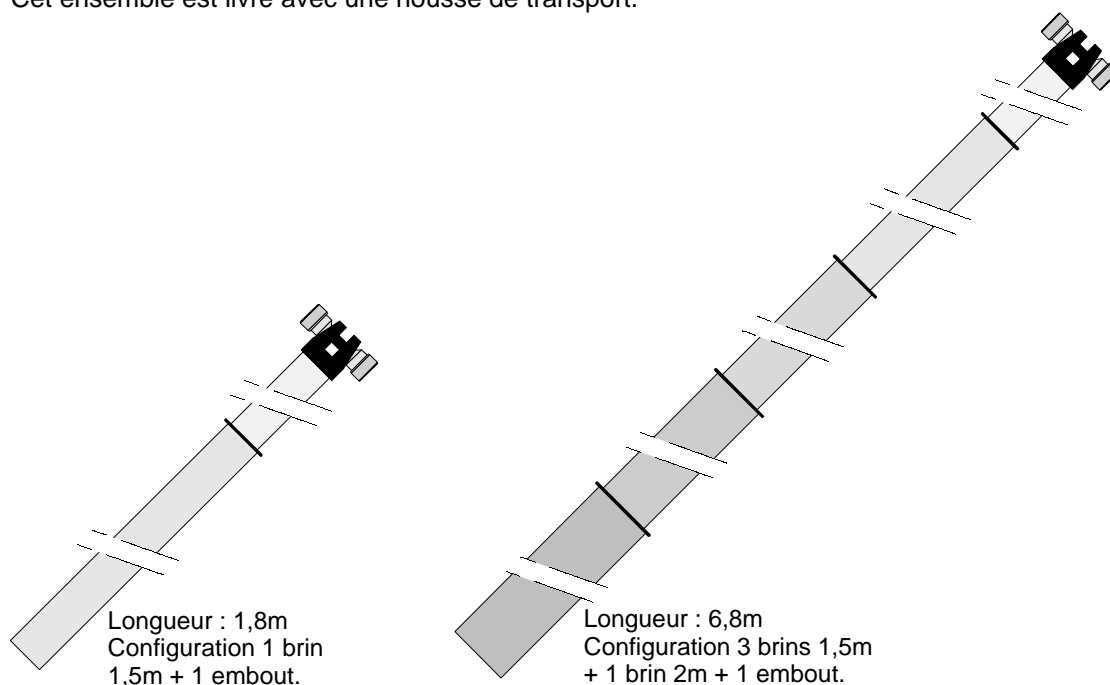 Cet ensemble est livré avec une housse de transport.
Longueur : 1,8m
Configuration 1 brin
1,5m + 1 embout.
Longueur : 6,8m
Configuration 3 brins 1,5m
+ 1 brin 2m + 1 embout.